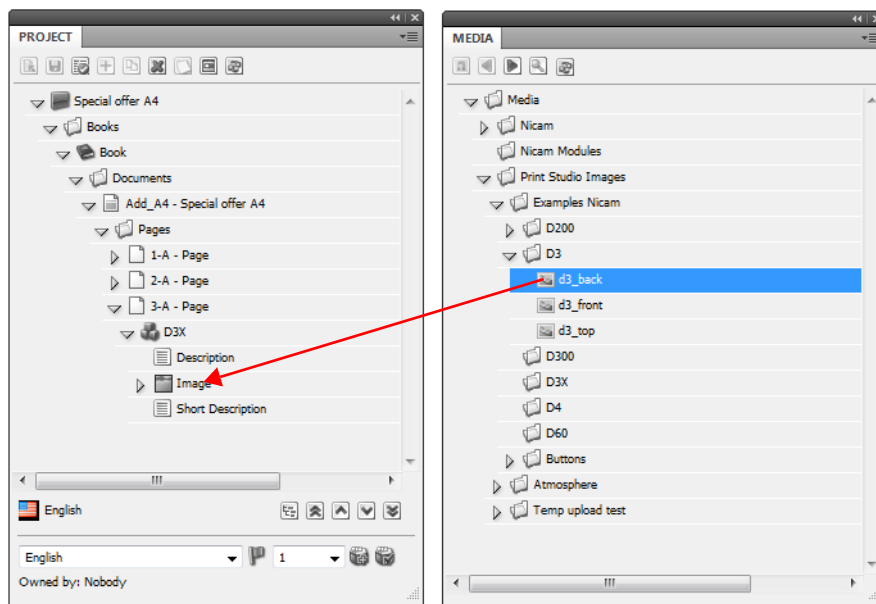 PROJECT
Special offer A4
Books
Book
Documents
Add_A4 - Special offer A4
Pages
1-A - Page
2-A - Page
3-A - Page
D3X
Description
Image
Short Description
English
English
1
Owned by: Nobody
MEDIA
Media
Nicam
Nicam Modules
Print Studio Images
Examples Nicam
D200
D3
d3_back
d3_front
d3_top
D300
D3X
D4
D60
Buttons
Atmosphere
Temp upload test